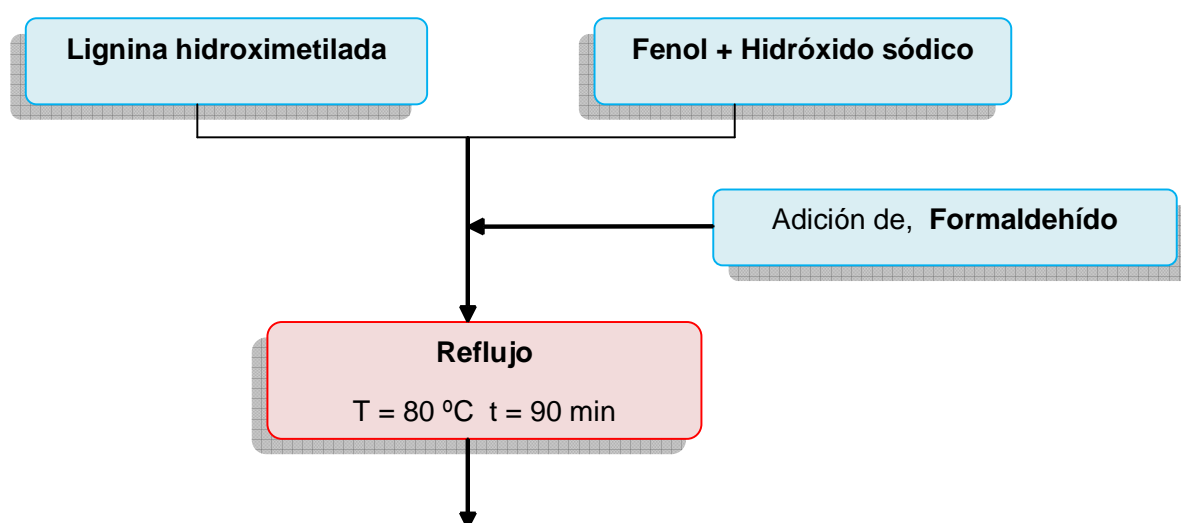 Lignina hidroximetilada
Fenol + Hidróxido sódico
Adición de, Formaldehído
Reflujo
T = 80 ºC t = 90 min